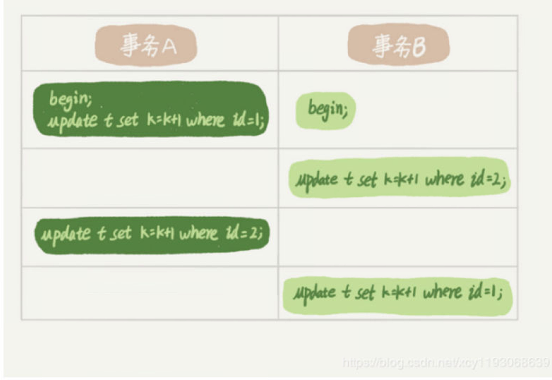 事务A
事务B
begin;
update t set k=k+1 where id=1;
begin;
update t set k=k+1 where id=2;
update t set k=k+1 where id=2;
update t set k=k+1 where id=1;
https://blog.csdn.net/xcy1193068639